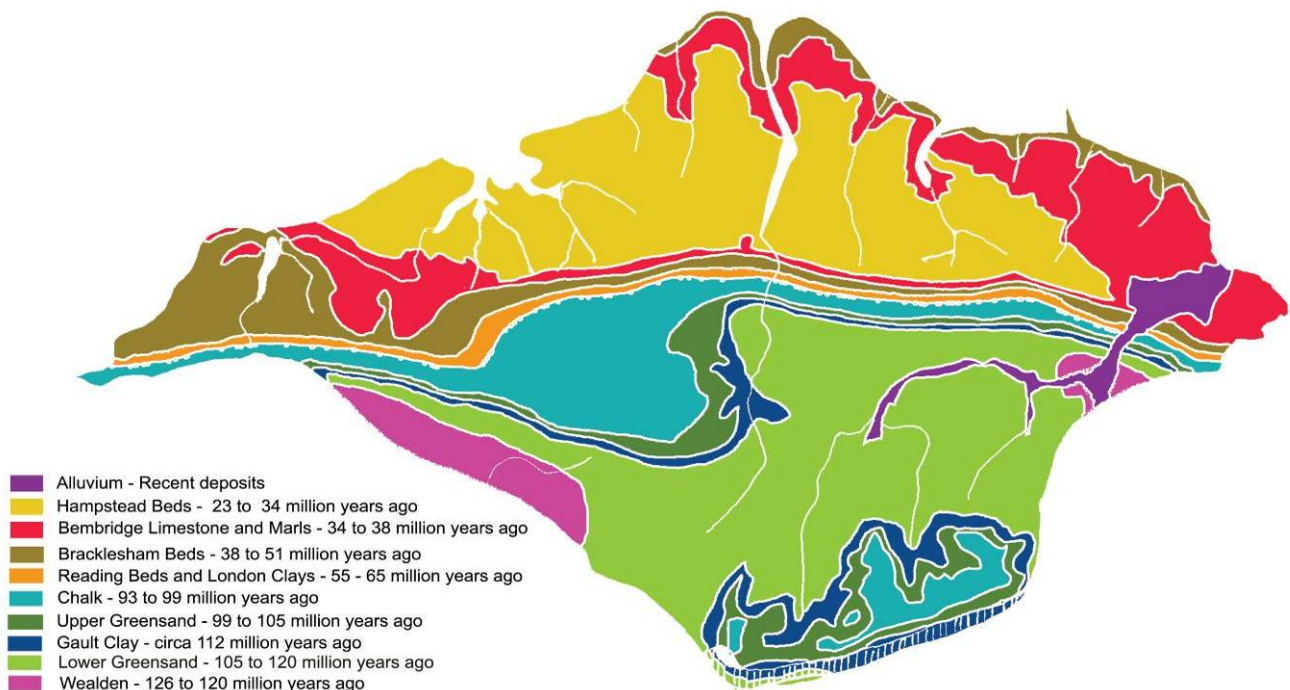 Alluvium - Recent deposits
Hampstead Beds - 23 to 34 million years ago
Bembridge Limestone and Marls - 34 to 38 million years ago
Bracklesham Beds - 38 to 51 million years ago
Reading Beds and London Clays - 55 - 65 million years ago
Chalk - 93 to 99 million years ago
Upper Greensand - 99 to 105 million years ago
Gault Clay - circa 112 million years ago
Lower Greensand - 105 to 120 million years ago
Wealden - 126 to 120 million years ago